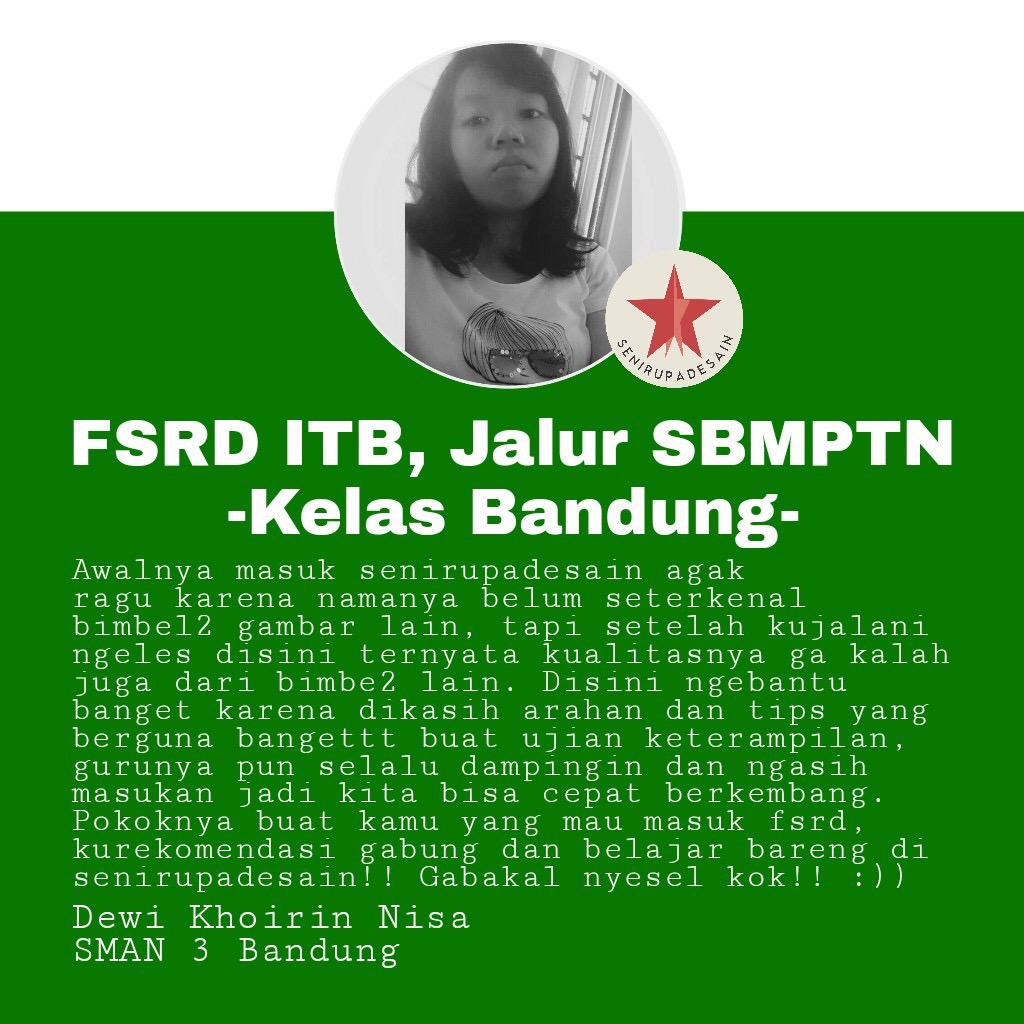 SENIRUPADESAIN
FSRD ITB, Jalur SBMPTN
-Kelas Bandung-
Awalnya masuk senirupadesain agak
ragu karena namanya belum seterkenal
bimbel2 gambar lain, tapi setelah kujalani
ngeles disini ternyata kualitasnya ga kalah
juga dari bimbe2 lain. Disini ngebantu
banget karena dikasih arahan dan tips yang
berguna bangettt buat ujian keterampilan,
gurunya pun selalu dampingin dan ngasih
masukan jadi kita bisa cepat berkembang.
Pokoknya buat kamu yang mau masuk fsrd,
kurekomendasi gabung dan belajar bareng di
senirupadesain!! Gabakal nyesel kok!! :))
Dewi Khoirin Nisa
SMAN 3 Bandung